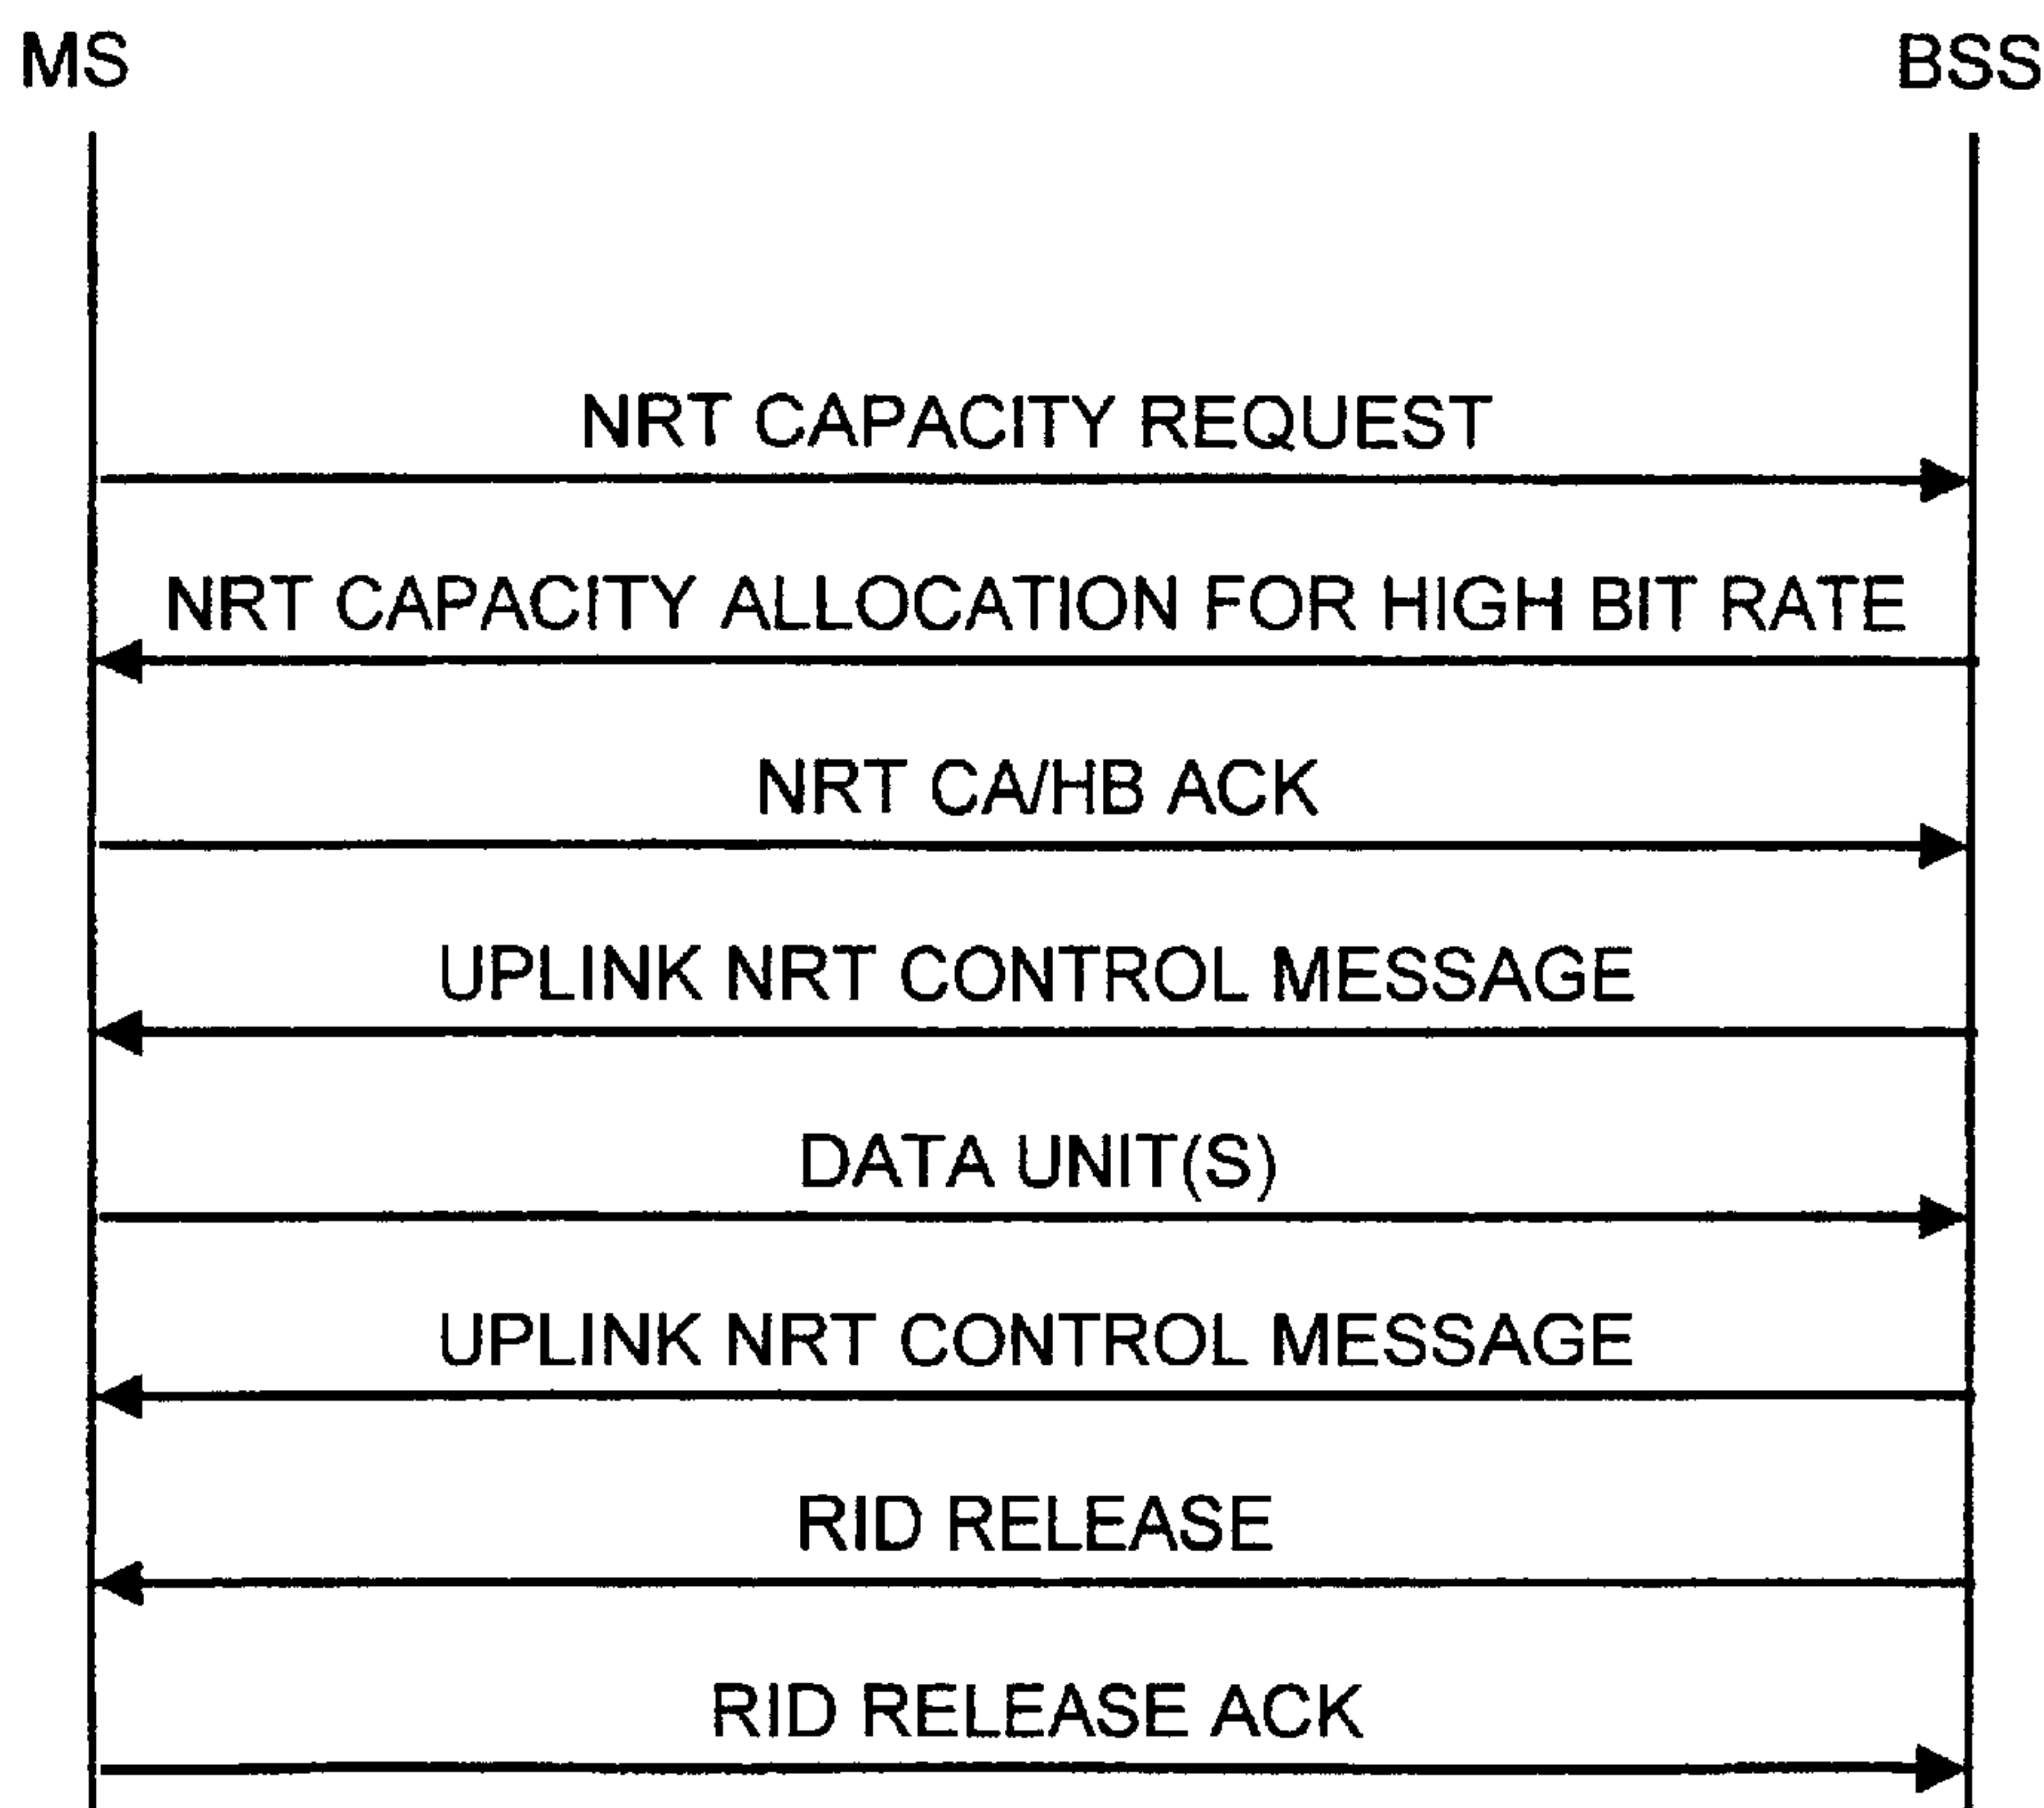 MS BSS
NRT CAPACITY REQUEST
NRT CAPACITY ALLOCATION FOR HIGH BIT RATE
NRT CA/HB ACK
UPLINK NRT CONTROL MESSAGE
DATA UNIT(S)
UPLINK NRT CONTROL MESSAGE
RID RELEASE
RID RELEASE ACK